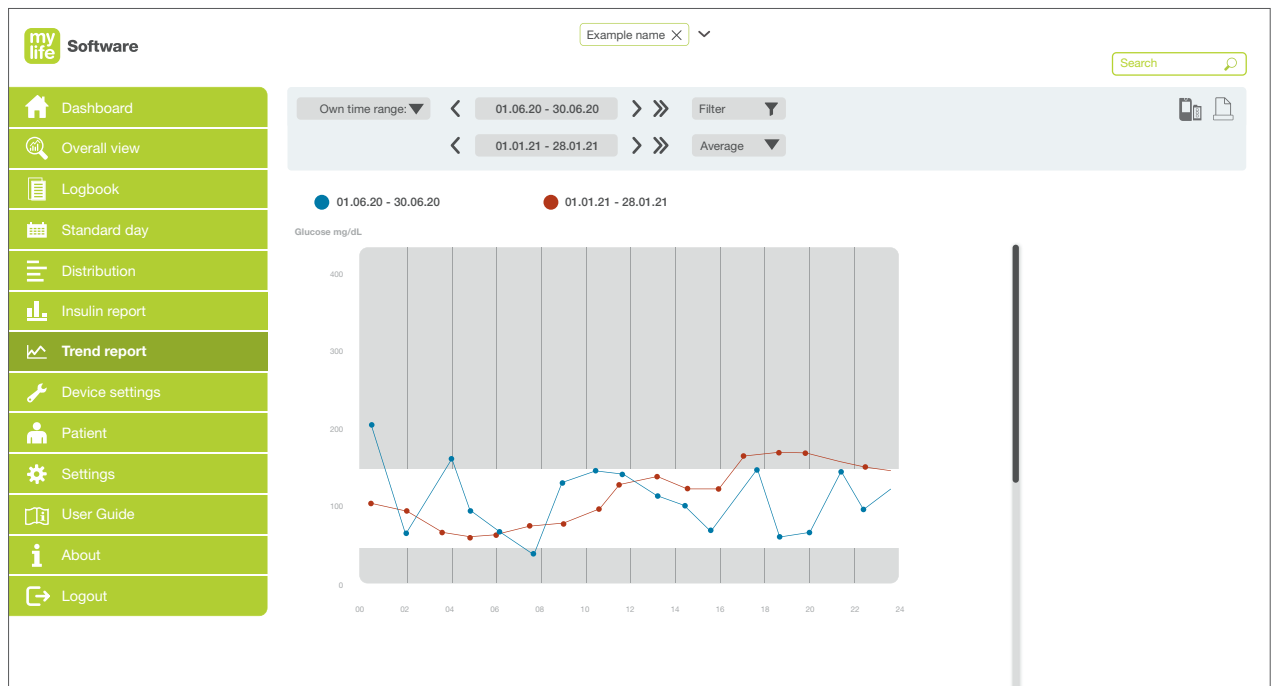 my
life
Software
Example name
Search
Dashboard
Overall view
Logbook
Standard day
Distribution
Insulin report
Trend report
Device settings
Patient
Settings
User Guide
About
Logout
Own time range:
01.06.20 - 30.06.20
Filter
01.01.21 - 28.01.21
Average
01.06.20 - 30.06.20
01.01.21 - 28.01.21
Glucose mg/dL
400
300
200
100
0
00 02 04 06 08 10 12 14 16 18 20 22 24